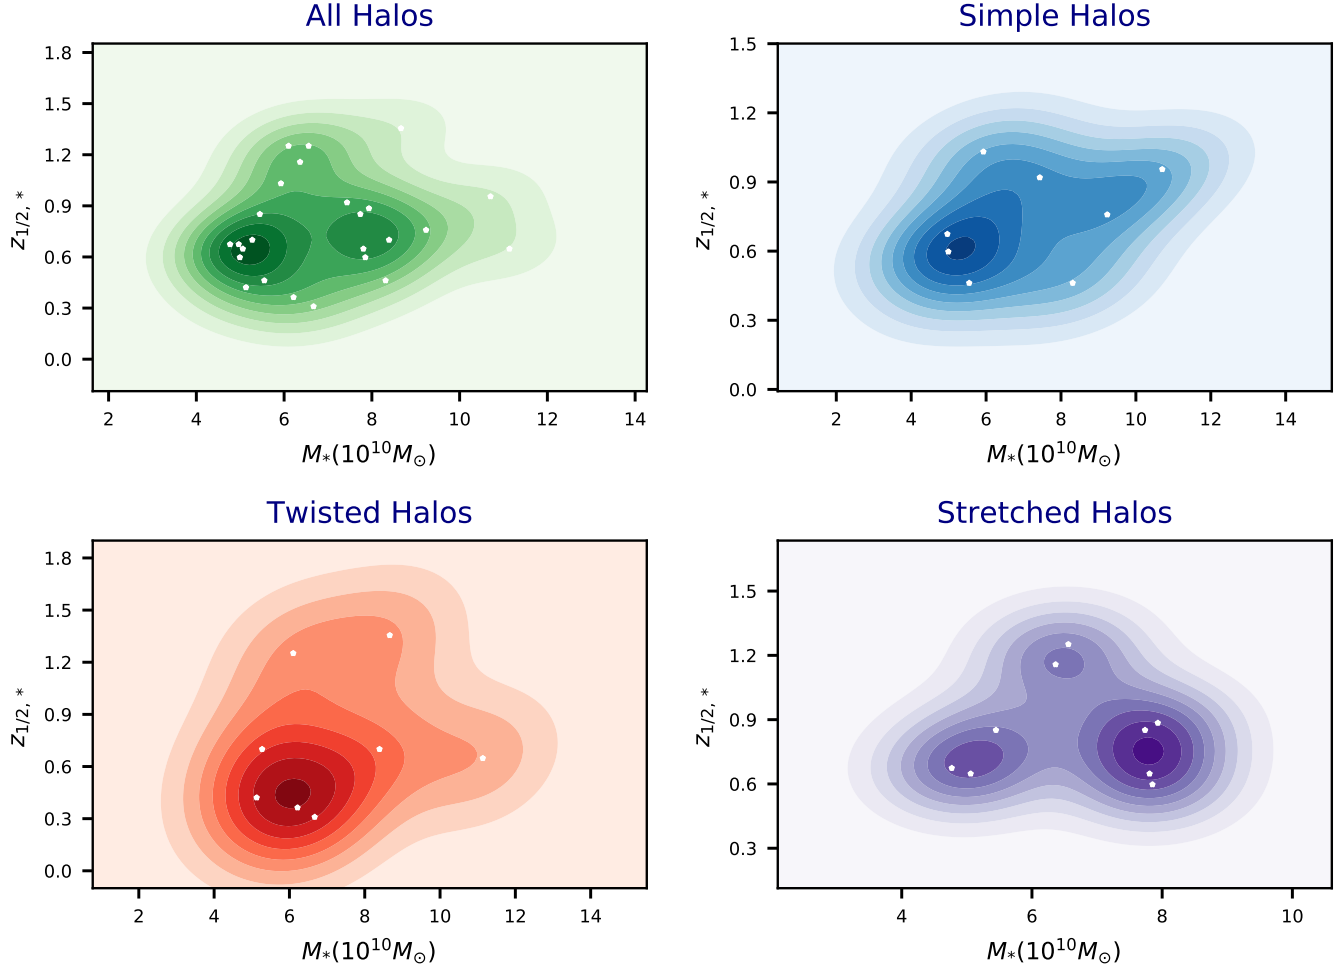 All Halos
1.8
1.5
1.2
0.9
0.6
0.3
0.0
z1/2, *
2 4 6 8 10 12 14
M*(10^10 M⊙)
Simple Halos
1.5
1.2
0.9
0.6
0.3
0.0
z1/2, *
2 4 6 8 10 12 14
M*(10^10 M⊙)
Twisted Halos
1.8
1.5
1.2
0.9
0.6
0.3
0.0
z1/2, *
2 4 6 8 10 12 14
M*(10^10 M⊙)
Stretched Halos
1.5
1.2
0.9
0.6
0.3
z1/2, *
4 6 8 10
M*(10^10 M⊙)